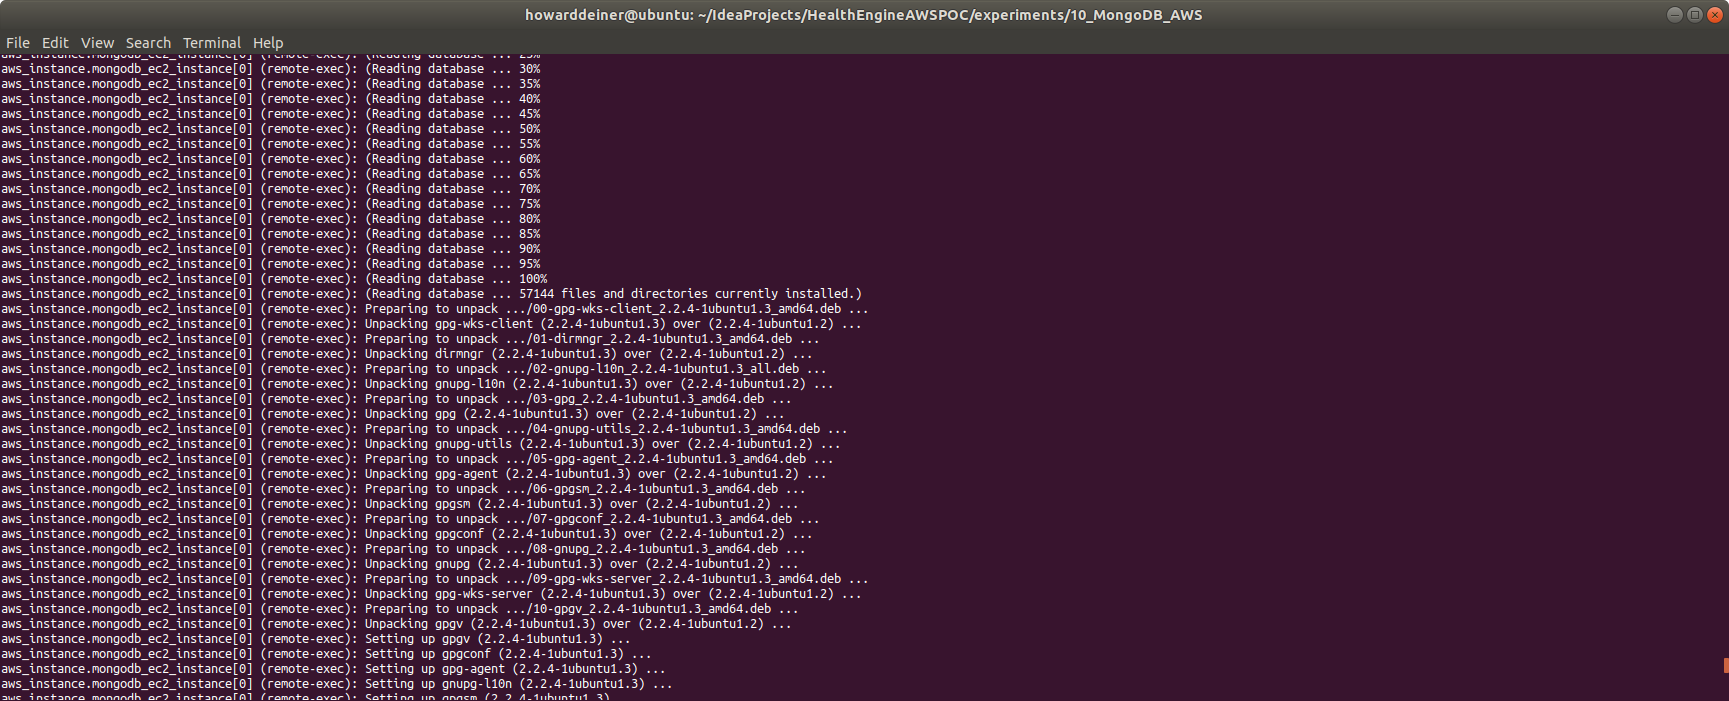 howarddeiner@ubuntu: ~/IdeaProjects/HealthEngineAWSPOC/experiments/10_MongoDB_AWS
File Edit View Search Terminal Help
aws_instance.mongodb_ec2_instance[0] (remote-exec): (Reading database ... 25%
aws_instance.mongodb_ec2_instance[0] (remote-exec): (Reading database ... 30%
aws_instance.mongodb_ec2_instance[0] (remote-exec): (Reading database ... 35%
aws_instance.mongodb_ec2_instance[0] (remote-exec): (Reading database ... 40%
aws_instance.mongodb_ec2_instance[0] (remote-exec): (Reading database ... 45%
aws_instance.mongodb_ec2_instance[0] (remote-exec): (Reading database ... 50%
aws_instance.mongodb_ec2_instance[0] (remote-exec): (Reading database ... 55%
aws_instance.mongodb_ec2_instance[0] (remote-exec): (Reading database ... 60%
aws_instance.mongodb_ec2_instance[0] (remote-exec): (Reading database ... 65%
aws_instance.mongodb_ec2_instance[0] (remote-exec): (Reading database ... 70%
aws_instance.mongodb_ec2_instance[0] (remote-exec): (Reading database ... 75%
aws_instance.mongodb_ec2_instance[0] (remote-exec): (Reading database ... 80%
aws_instance.mongodb_ec2_instance[0] (remote-exec): (Reading database ... 85%
aws_instance.mongodb_ec2_instance[0] (remote-exec): (Reading database ... 90%
aws_instance.mongodb_ec2_instance[0] (remote-exec): (Reading database ... 95%
aws_instance.mongodb_ec2_instance[0] (remote-exec): (Reading database ... 100%
aws_instance.mongodb_ec2_instance[0] (remote-exec): (Reading database ... 57144 files and directories currently installed.)
aws_instance.mongodb_ec2_instance[0] (remote-exec): Preparing to unpack .../00-gpg-wks-client_2.2.4-1ubuntu1.3_amd64.deb ...
aws_instance.mongodb_ec2_instance[0] (remote-exec): Unpacking gpg-wks-client (2.2.4-1ubuntu1.3) over (2.2.4-1ubuntu1.2) ...
aws_instance.mongodb_ec2_instance[0] (remote-exec): Preparing to unpack .../01-dirmngr_2.2.4-1ubuntu1.3_amd64.deb ...
aws_instance.mongodb_ec2_instance[0] (remote-exec): Unpacking dirmngr (2.2.4-1ubuntu1.3) over (2.2.4-1ubuntu1.2) ...
aws_instance.mongodb_ec2_instance[0] (remote-exec): Preparing to unpack .../02-gnupg-l10n_2.2.4-1ubuntu1.3_all.deb ...
aws_instance.mongodb_ec2_instance[0] (remote-exec): Unpacking gnupg-l10n (2.2.4-1ubuntu1.3) over (2.2.4-1ubuntu1.2) ...
aws_instance.mongodb_ec2_instance[0] (remote-exec): Preparing to unpack .../03-gpg_2.2.4-1ubuntu1.3_amd64.deb ...
aws_instance.mongodb_ec2_instance[0] (remote-exec): Unpacking gpg (2.2.4-1ubuntu1.3) over (2.2.4-1ubuntu1.2) ...
aws_instance.mongodb_ec2_instance[0] (remote-exec): Preparing to unpack .../04-gnupg-utils_2.2.4-1ubuntu1.3_amd64.deb ...
aws_instance.mongodb_ec2_instance[0] (remote-exec): Unpacking gnupg-utils (2.2.4-1ubuntu1.3) over (2.2.4-1ubuntu1.2) ...
aws_instance.mongodb_ec2_instance[0] (remote-exec): Preparing to unpack .../05-gpg-agent_2.2.4-1ubuntu1.3_amd64.deb ...
aws_instance.mongodb_ec2_instance[0] (remote-exec): Unpacking gpg-agent (2.2.4-1ubuntu1.3) over (2.2.4-1ubuntu1.2) ...
aws_instance.mongodb_ec2_instance[0] (remote-exec): Preparing to unpack .../06-gpgsm_2.2.4-1ubuntu1.3_amd64.deb ...
aws_instance.mongodb_ec2_instance[0] (remote-exec): Unpacking gpgsm (2.2.4-1ubuntu1.3) over (2.2.4-1ubuntu1.2) ...
aws_instance.mongodb_ec2_instance[0] (remote-exec): Preparing to unpack .../07-gpgconf_2.2.4-1ubuntu1.3_amd64.deb ...
aws_instance.mongodb_ec2_instance[0] (remote-exec): Unpacking gpgconf (2.2.4-1ubuntu1.3) over (2.2.4-1ubuntu1.2) ...
aws_instance.mongodb_ec2_instance[0] (remote-exec): Preparing to unpack .../08-gnupg_2.2.4-1ubuntu1.3_amd64.deb ...
aws_instance.mongodb_ec2_instance[0] (remote-exec): Unpacking gnupg (2.2.4-1ubuntu1.3) over (2.2.4-1ubuntu1.2) ...
aws_instance.mongodb_ec2_instance[0] (remote-exec): Preparing to unpack .../09-gpg-wks-server_2.2.4-1ubuntu1.3_amd64.deb ...
aws_instance.mongodb_ec2_instance[0] (remote-exec): Unpacking gpg-wks-server (2.2.4-1ubuntu1.3) over (2.2.4-1ubuntu1.2) ...
aws_instance.mongodb_ec2_instance[0] (remote-exec): Preparing to unpack .../10-gpgv_2.2.4-1ubuntu1.3_amd64.deb ...
aws_instance.mongodb_ec2_instance[0] (remote-exec): Unpacking gpgv (2.2.4-1ubuntu1.3) over (2.2.4-1ubuntu1.2) ...
aws_instance.mongodb_ec2_instance[0] (remote-exec): Setting up gpgv (2.2.4-1ubuntu1.3) ...
aws_instance.mongodb_ec2_instance[0] (remote-exec): Setting up gpgconf (2.2.4-1ubuntu1.3) ...
aws_instance.mongodb_ec2_instance[0] (remote-exec): Setting up gpg-agent (2.2.4-1ubuntu1.3) ...
aws_instance.mongodb_ec2_instance[0] (remote-exec): Setting up gnupg-l10n (2.2.4-1ubuntu1.3) ...
aws_instance.mongodb_ec2_instance[0] (remote-exec): Setting up gpgsm (2.2.4-1ubuntu1.3)